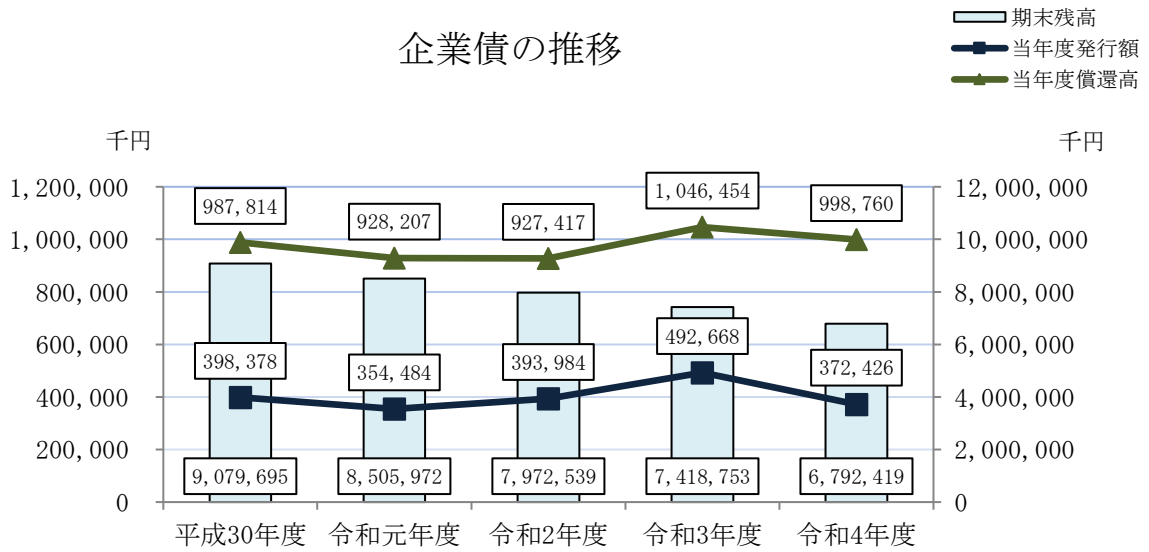 企業債の推移
期末残高
当年度発行額
当年度償還高
千円
千円
1,200,000
1,000,000
800,000
600,000
400,000
200,000
0
12,000,000
10,000,000
8,000,000
6,000,000
4,000,000
2,000,000
0
987,814
928,207
927,417
1,046,454
998,760
398,378
354,484
393,984
492,668
372,426
9,079,695
8,505,972
7,972,539
7,418,753
6,792,419
平成30年度
令和元年度
令和2年度
令和3年度
令和4年度